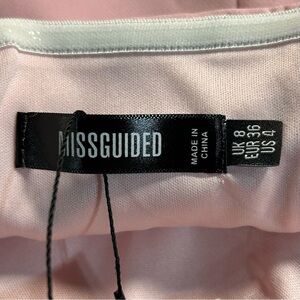 MISSGUIDED
MADE IN
CHINA
UK 8
EUR 36
US 4